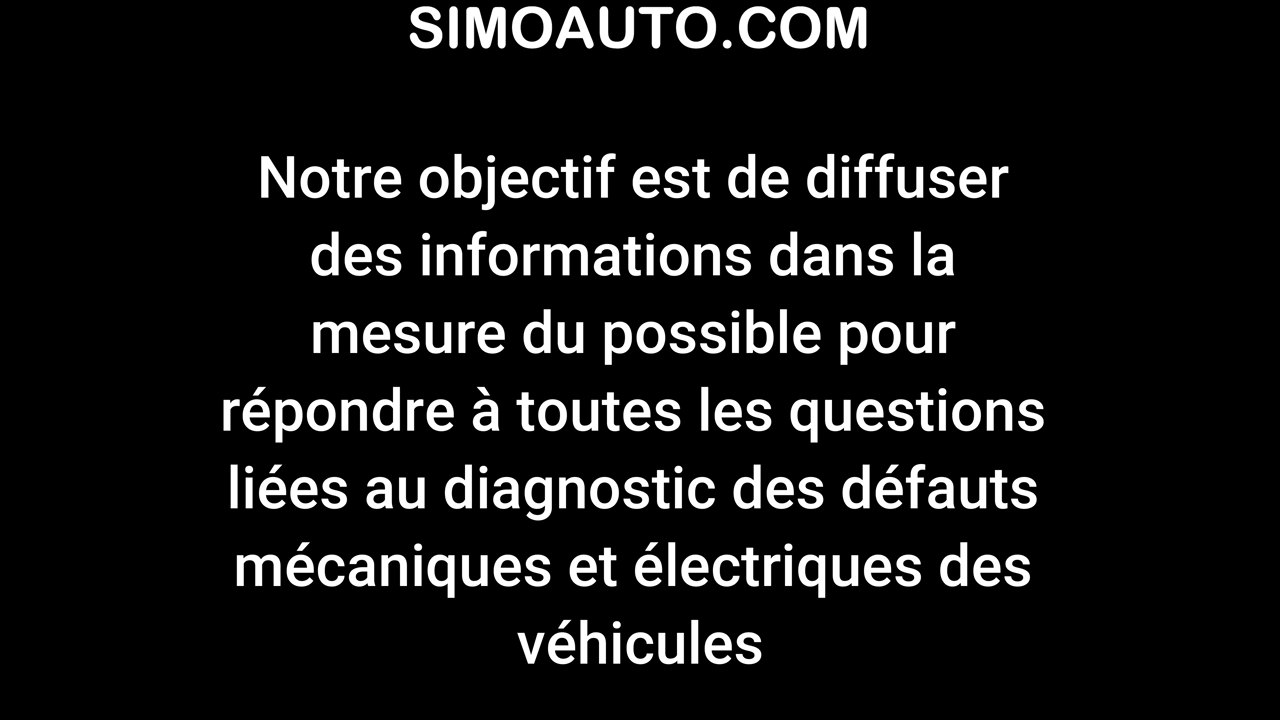 SIMOAUTO.COM
Notre objectif est de diffuser
des informations dans la
mesure du possible pour
répondre à toutes les questions
liées au diagnostic des défauts
mécaniques et électriques des
véhicules